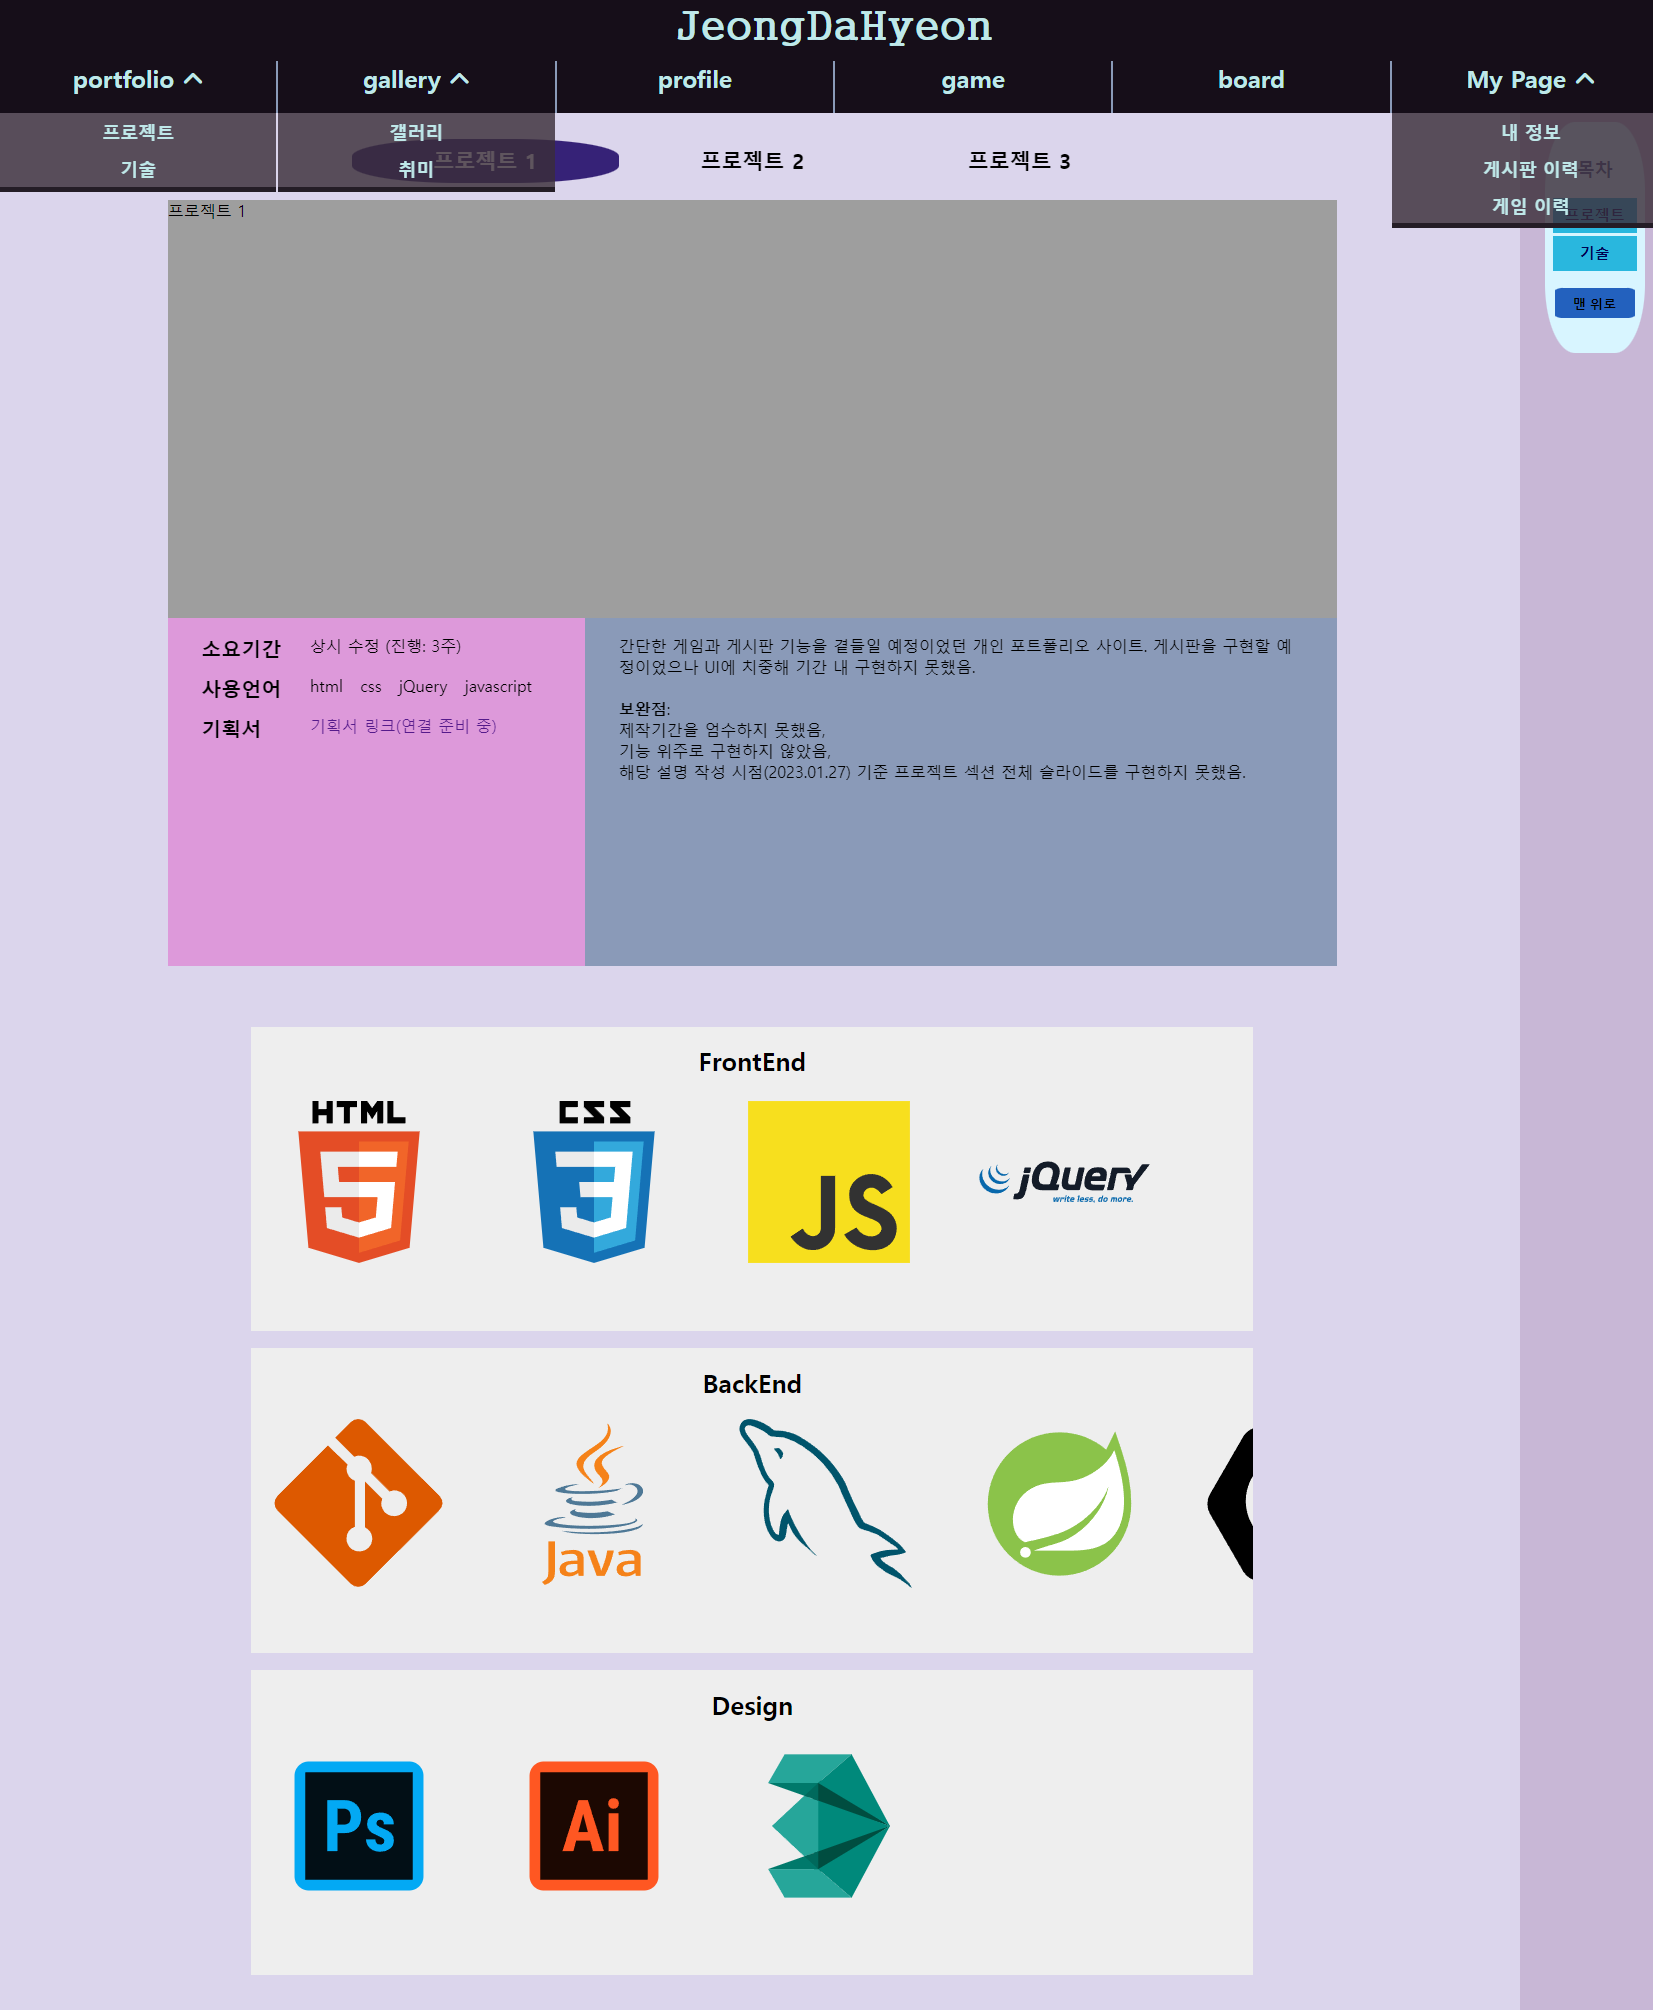 JeongDaHyeon
portfolio
gallery
profile
game
board
My Page
프로젝트
기술
갤러리
취미
내 정보
게시판 이력
게임 이력
프로젝트 1
프로젝트 2
프로젝트 3
목차
프로젝트
기술
맨 위로
프로젝트 1
소요기간 상시 수정 (진행: 3주)
사용언어 html css jQuery javascript
기획서 기획서 링크(연결 준비 중)
간단한 게임과 게시판 기능을 곁들일 예정이었던 개인 포트폴리오 사이트. 게시판을 구현할 예
정이었으나 UI에 치중해 기간 내 구현하지 못했음.
보완점:
제작기간을 엄수하지 못했음,
기능 위주로 구현하지 않았음,
해당 설명 작성 시점(2023.01.27) 기준 프로젝트 섹션 전체 슬라이드를 구현하지 못했음.
FrontEnd
HTML
5
CSS
3
JS
jQuery
write less, do more.
BackEnd
Java
Design
Ps
Ai